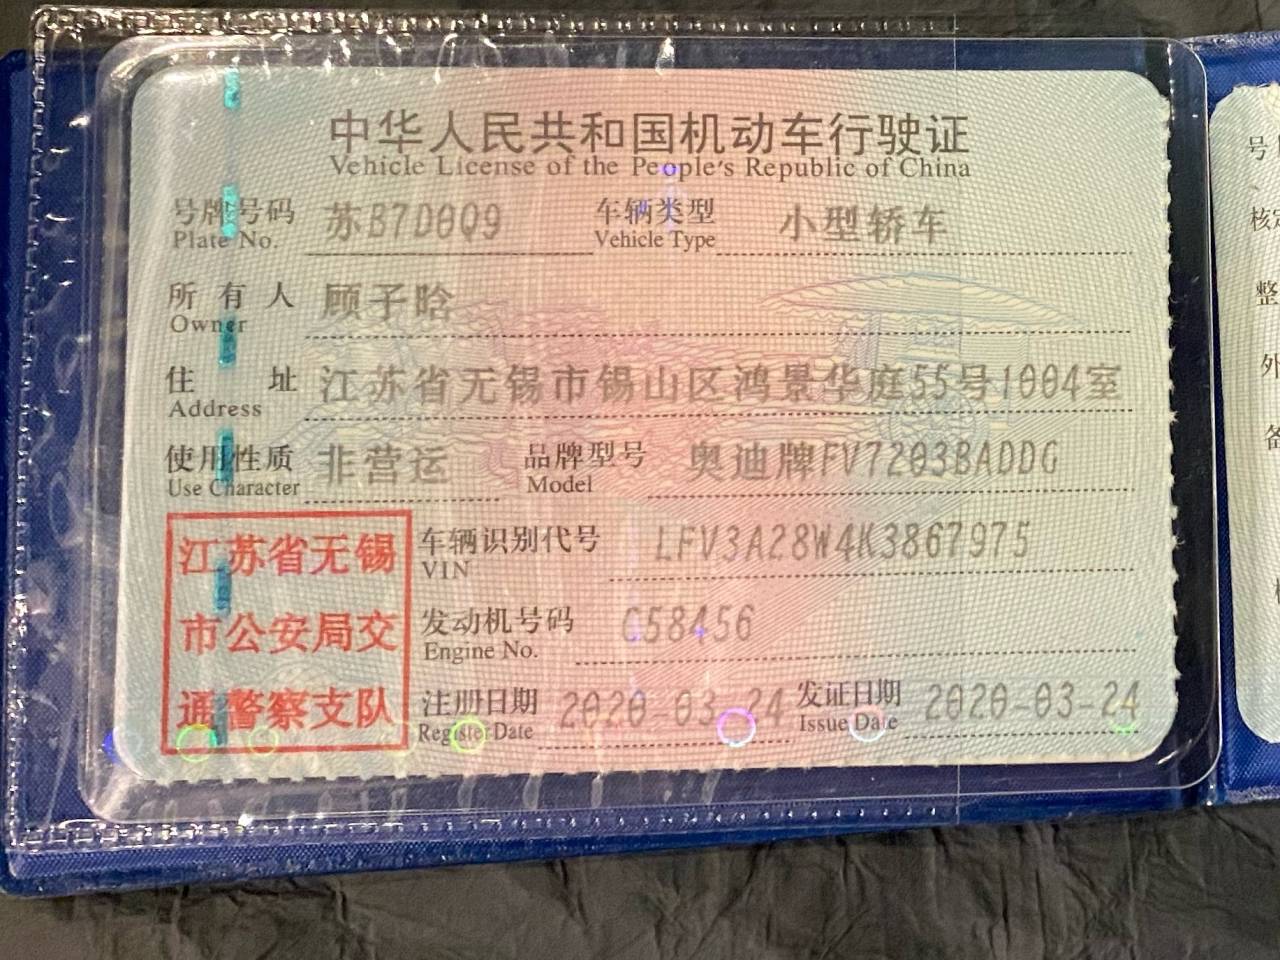 中华人民共和国机动车行驶证
Vehicle License of the People's Republic of China
号牌号码 苏B7D0Q9 车辆类型 小型轿车
Plate No. Vehicle Type
所有人 顾子晗
Owner
住址 江苏省无锡市锡山区鸿景华庭55号1004室
Address
使用性质 非营运 品牌型号 奥迪牌FV7203BADDG
Use Character Model
江苏省无锡
市公安局交
通警察支队
车辆识别代号 LFV3A28W4K3867975
VIN
发动机号码 C58456
Engine No.
注册日期 2020-03-24 发证日期 2020-03-24
Register Date Issue Date
号
核定
整
外
备